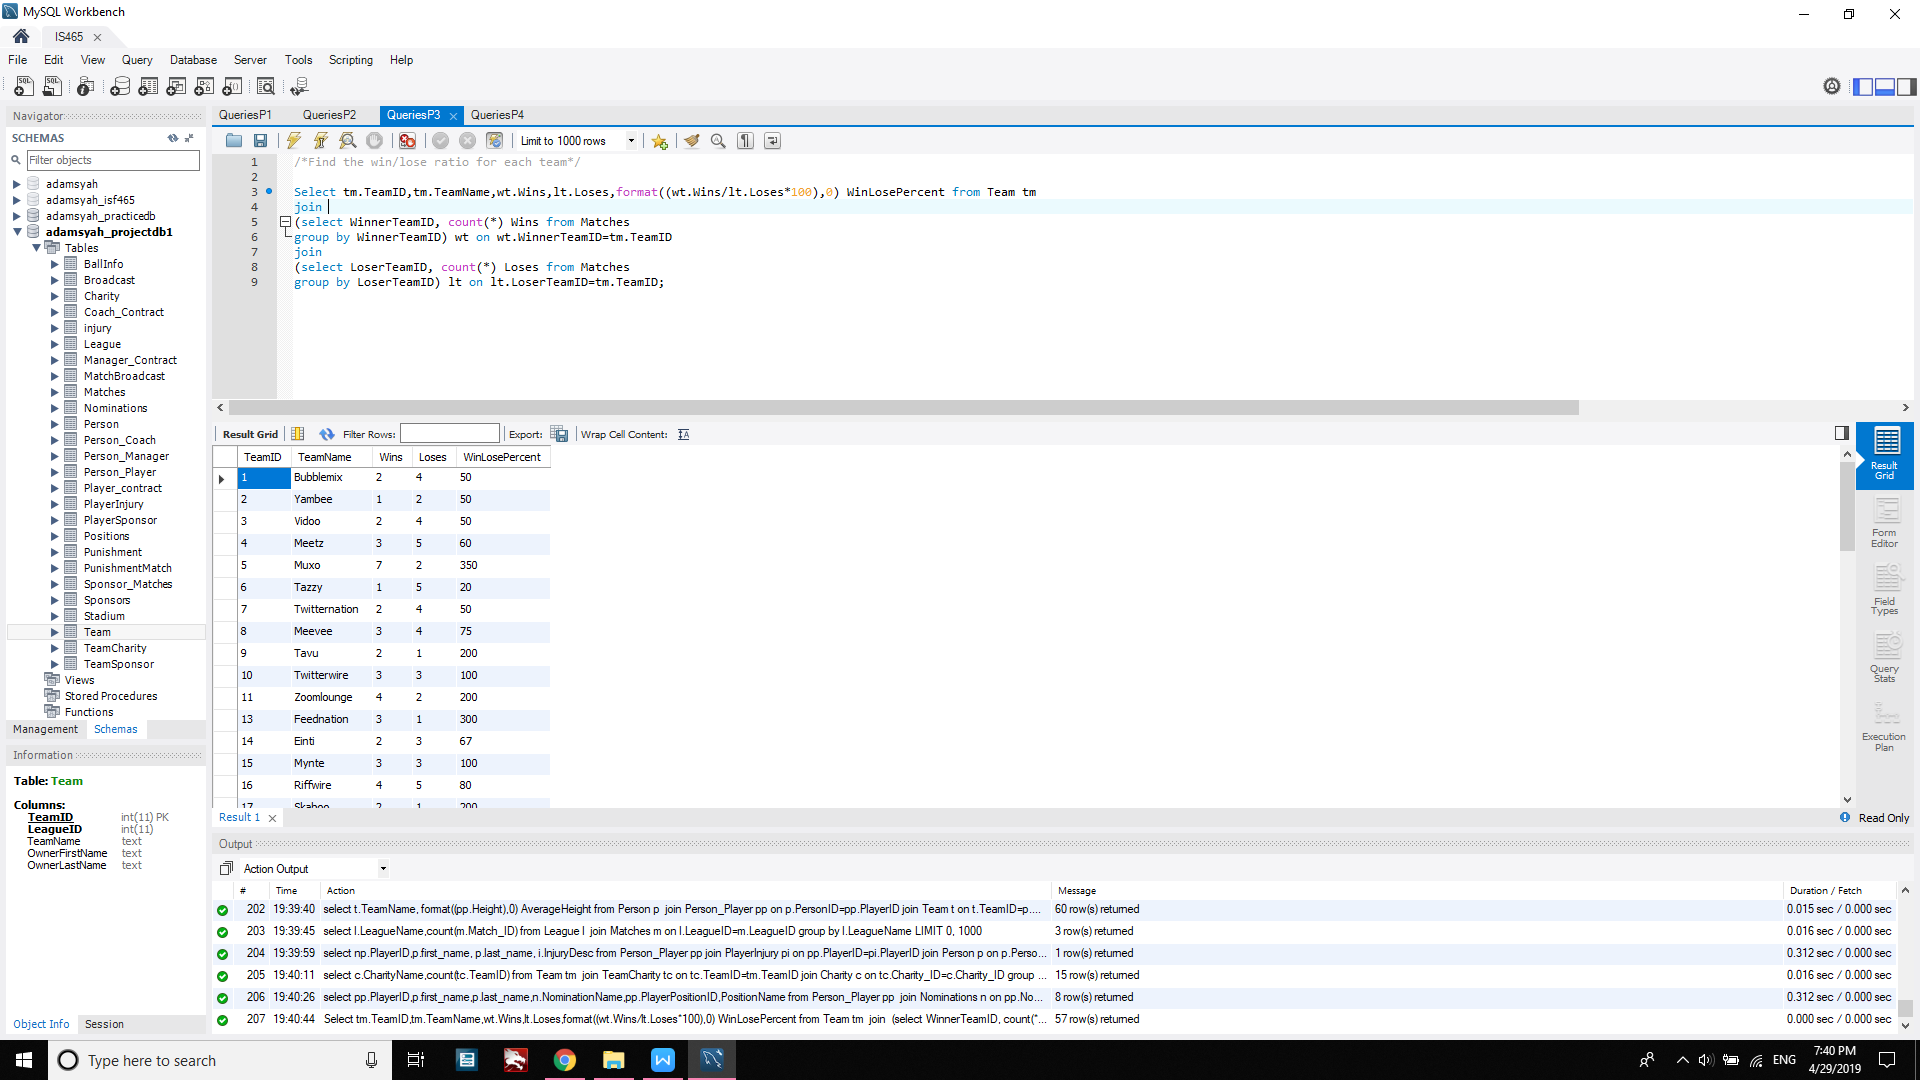 MySQL Workbench
IS465
File Edit View Query Database Server Tools Scripting Help
Navigator
SCHEMAS
Filter objects
adamsyah
adamsyah_isf465
adamsyah_practicedb
adamsyah_projectdb1
Tables
BallInfo
Broadcast
Charity
Coach_Contract
injury
League
Manager_Contract
MatchBroadcast
Matches
Nominations
Person
Person_Coach
Person_Manager
Person_Player
Player_contract
PlayerInjury
PlayerSponsor
Positions
Punishment
PunishmentMatch
Sponsor_Matches
Sponsors
Stadium
Team
TeamCharity
TeamSponsor
Views
Stored Procedures
Functions
Management Schemas
Information
Table: Team
Columns:
TeamID int(11) PK
LeagueID int(11)
TeamName text
OwnerFirstName text
OwnerLastName text
Object Info Session
QueriesP1 QueriesP2 QueriesP3 QueriesP4
Limit to 1000 rows
1 /*Find the win/lose ratio for each team*/
2
3 Select tm.TeamID,tm.TeamName,wt.Wins,lt.Loses,format((wt.Wins/lt.Loses*100),0) WinLosePercent from Team tm
4 join
5 (select WinnerTeamID, count(*) Wins from Matches
6 group by WinnerTeamID) wt on wt.WinnerTeamID=tm.TeamID
7 join
8 (select LoserTeamID, count(*) Loses from Matches
9 group by LoserTeamID) lt on lt.LoserTeamID=tm.TeamID;
Result Grid Filter Rows: Export: Wrap Cell Content:
TeamID TeamName Wins Loses WinLosePercent
1 Bubblemix 2 4 50
2 Yambee 1 2 50
3 Vidoo 2 4 50
4 Meetz 3 5 60
5 Muxo 7 2 350
6 Tazzy 1 5 20
7 Twitternation 2 4 50
8 Meevee 3 4 75
9 Tavu 2 1 200
10 Twitterwire 3 3 100
11 Zoomlounge 4 2 200
13 Feednation 3 1 300
14 Einti 2 3 67
15 Mynte 3 3 100
16 Riffwire 4 5 80
17 Skaboo 2 1 200
Result Grid
Form Editor
Field Types
Query Stats
Execution Plan
Result 1
Read Only
Output
Action Output
# Time Action Message Duration / Fetch
202 19:39:40 select t.TeamName, format((pp.Height),0) AverageHeight from Person p join Person_Player pp on p.PersonID=pp.PlayerID join Team t on t.TeamID=p.... 60 row(s) returned 0.015 sec / 0.000 sec
203 19:39:45 select l.LeagueName,count(m.Match_ID) from League l join Matches m on l.LeagueID=m.LeagueID group by l.LeagueName LIMIT 0, 1000 3 row(s) returned 0.016 sec / 0.000 sec
204 19:39:59 select np.PlayerID,p.first_name, p.last_name, i.InjuryDesc from Person_Player pp join PlayerInjury pi on pp.PlayerID=pi.PlayerID join Person p on p.Perso... 1 row(s) returned 0.312 sec / 0.000 sec
205 19:40:11 select c.CharityName,count(tc.TeamID) from Team tm join TeamCharity tc on tc.TeamID=tm.TeamID join Charity c on tc.Charity_ID=c.Charity_ID group ... 15 row(s) returned 0.016 sec / 0.000 sec
206 19:40:26 select pp.PlayerID,p.first_name,p.last_name,n.NominationName,pp.PlayerPositionID,PositionName from Person_Player pp join Nominations n on pp.No... 8 row(s) returned 0.312 sec / 0.000 sec
207 19:40:44 Select tm.TeamID,tm.TeamName,wt.Wins,lt.Loses,format((wt.Wins/lt.Loses*100),0) WinLosePercent from Team tm join (select WinnerTeamID, count(*... 57 row(s) returned 0.000 sec / 0.000 sec
Type here to search
ENG
7:40 PM
4/29/2019